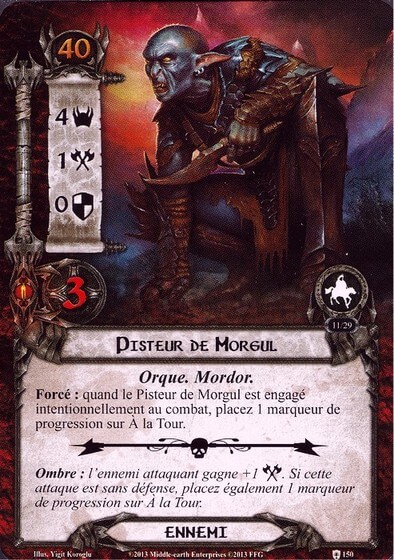 40
4
1
0
3
11/29
PISTEUR DE MORGUL
Orque. Mordor.
Forcé : quand le Pisteur de Morgul est engagé
intentionnellement au combat, placez 1 marqueur de
progression sur À la Tour.
Ombre : l'ennemi attaquant gagne +1 . Si cette
attaque est sans défense, placez également 1 marqueur
de progression sur À la Tour.
ENNEMI
Illus. Yigit Koroglu ©2013 Middle-earth Enterprises ©2013 FFG 150